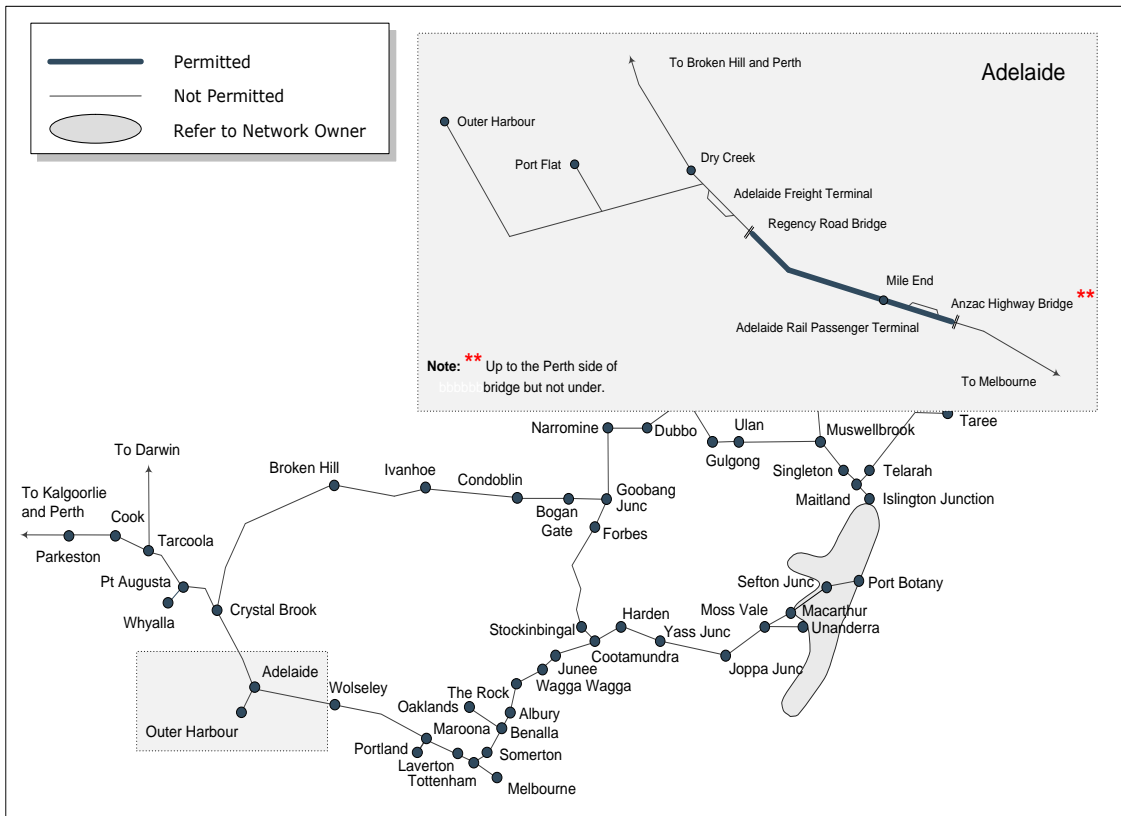 Permitted
Not Permitted
Refer to Network Owner
Adelaide
To Broken Hill and Perth
Outer Harbour
Port Flat
Dry Creek
Adelaide Freight Terminal
Regency Road Bridge
Mile End
Anzac Highway Bridge **
Adelaide Rail Passenger Terminal
To Melbourne
Note: ** Up to the Perth side of
bbbbbb bridge but not under.
Taree
Narromine
Dubbo
Ulan
Gulgong
Muswellbrook
Singleton
Telarah
Maitland
Islington Junction
To Darwin
Broken Hill
Ivanhoe
Condoblin
Goobang
Junc
Bogan
Gate
Forbes
To Kalgoorlie
and Perth
Cook
Parkeston
Tarcoola
Pt Augusta
Whyalla
Crystal Brook
Sefton Junc
Port Botany
Moss Vale
Macarthur
Unanderra
Harden
Stockinbingal
Yass Junc
Cootamundra
Joppa Junc
Junee
Wagga Wagga
The Rock
Oaklands
Albury
Benalla
Adelaide
Wolseley
Outer Harbour
Maroona
Portland
Somerton
Laverton
Tottenham
Melbourne